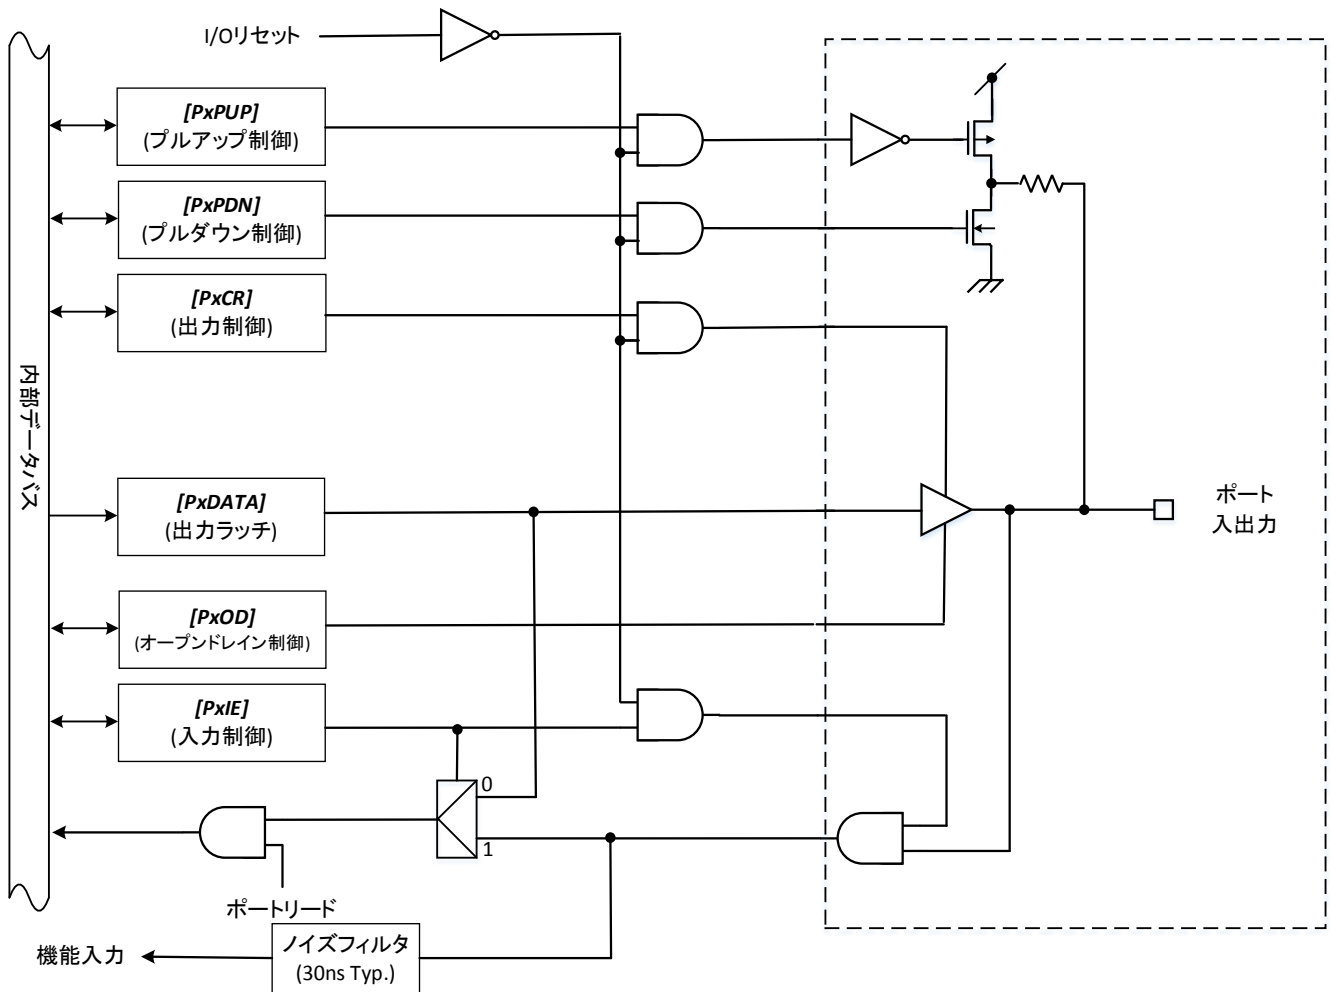 I/Oリセット
[PxPUP]
(プルアップ制御)
[PxPDN]
(プルダウン制御)
[PxCR]
(出力制御)
内部データバス
[PxDATA]
(出力ラッチ)
ポート
入出力
[PxOD]
(オープンドレイン制御)
[PxIE]
(入力制御)
0
1
ポートリード
ノイズフィルタ
(30ns Typ.)
機能入力